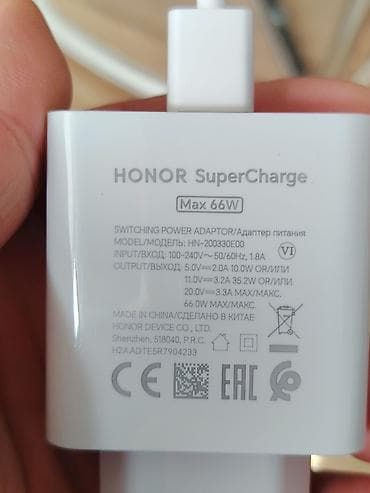 HONOR SuperCharge
Max 66W
SWITCHING POWER ADAPTOR/Адаптер питания
MODEL/МОДЕЛЬ: HN-200330E00
INPUT/ВХОД: 100-240V~ 50/60Hz, 1.8A
OUTPUT/ВЫХОД: 5.0V⎓2.0A 10.0W OR/ИЛИ
11.0V⎓3.2A 35.2W OR/ИЛИ
20.0V⎓3.3A MAX/МАКС.
66.0W MAX/МАКС.
VI
MADE IN CHINA/СДЕЛАНО В КИТАЕ
HONOR DEVICE CO., LTD.
Shenzhen, 518040, P.R.C.
H2AADTE5R7904233
CE EAC